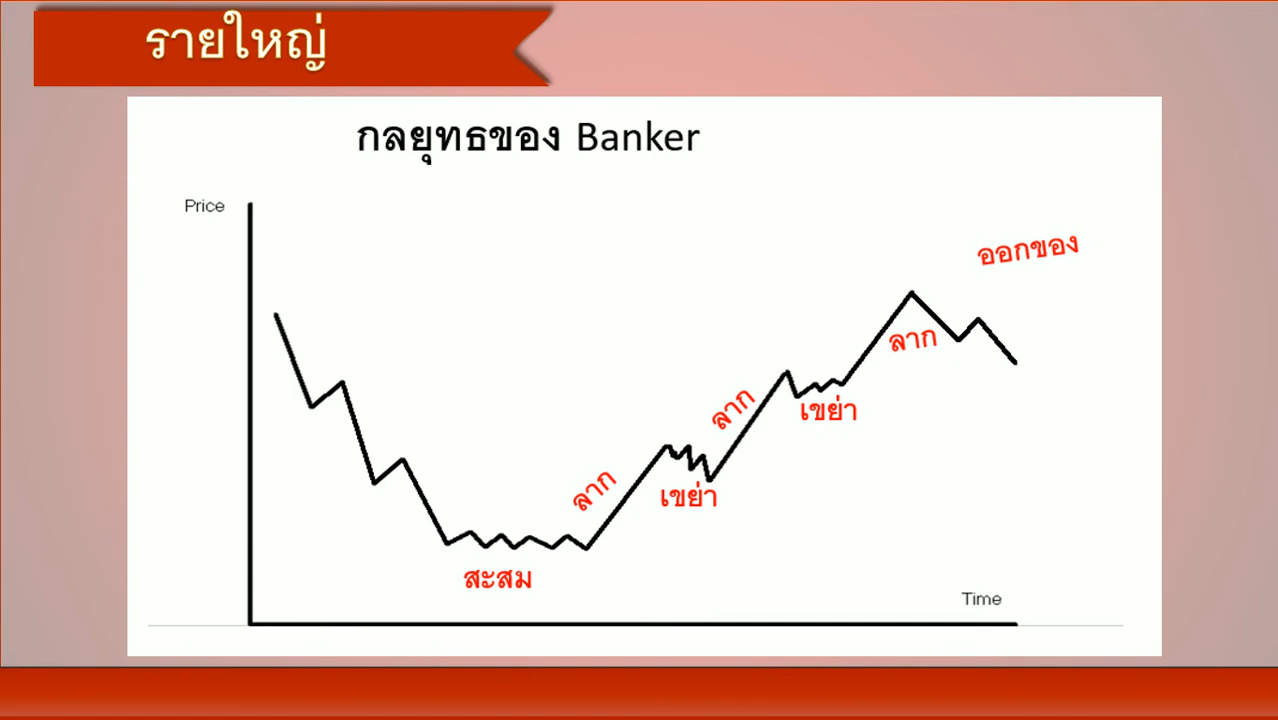 รายใหญ่
กลยุทธของ Banker
Price
ออกของ
ลาก
ลาก
เขย่า
ลาก
เขย่า
สะสม
Time